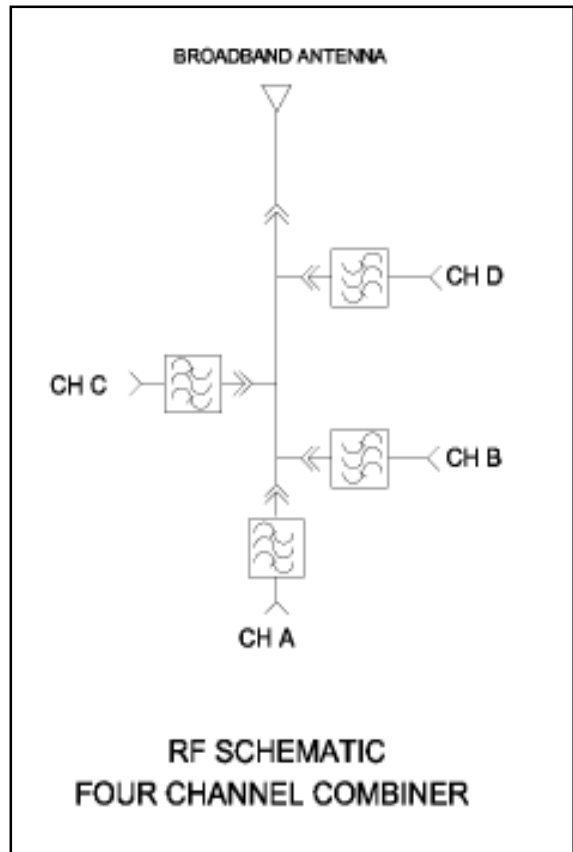 BROADBAND ANTENNA
CH D
CH C
CH B
CH A
RF SCHEMATIC
FOUR CHANNEL COMBINER